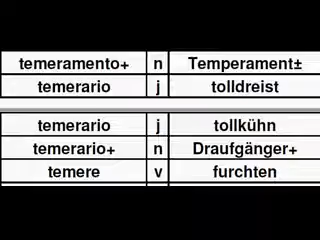 temeramento+ n Temperament±
temerario j tolldreist
temerario j tollkühn
temerario+ n Draufgänger+
temere v furchten